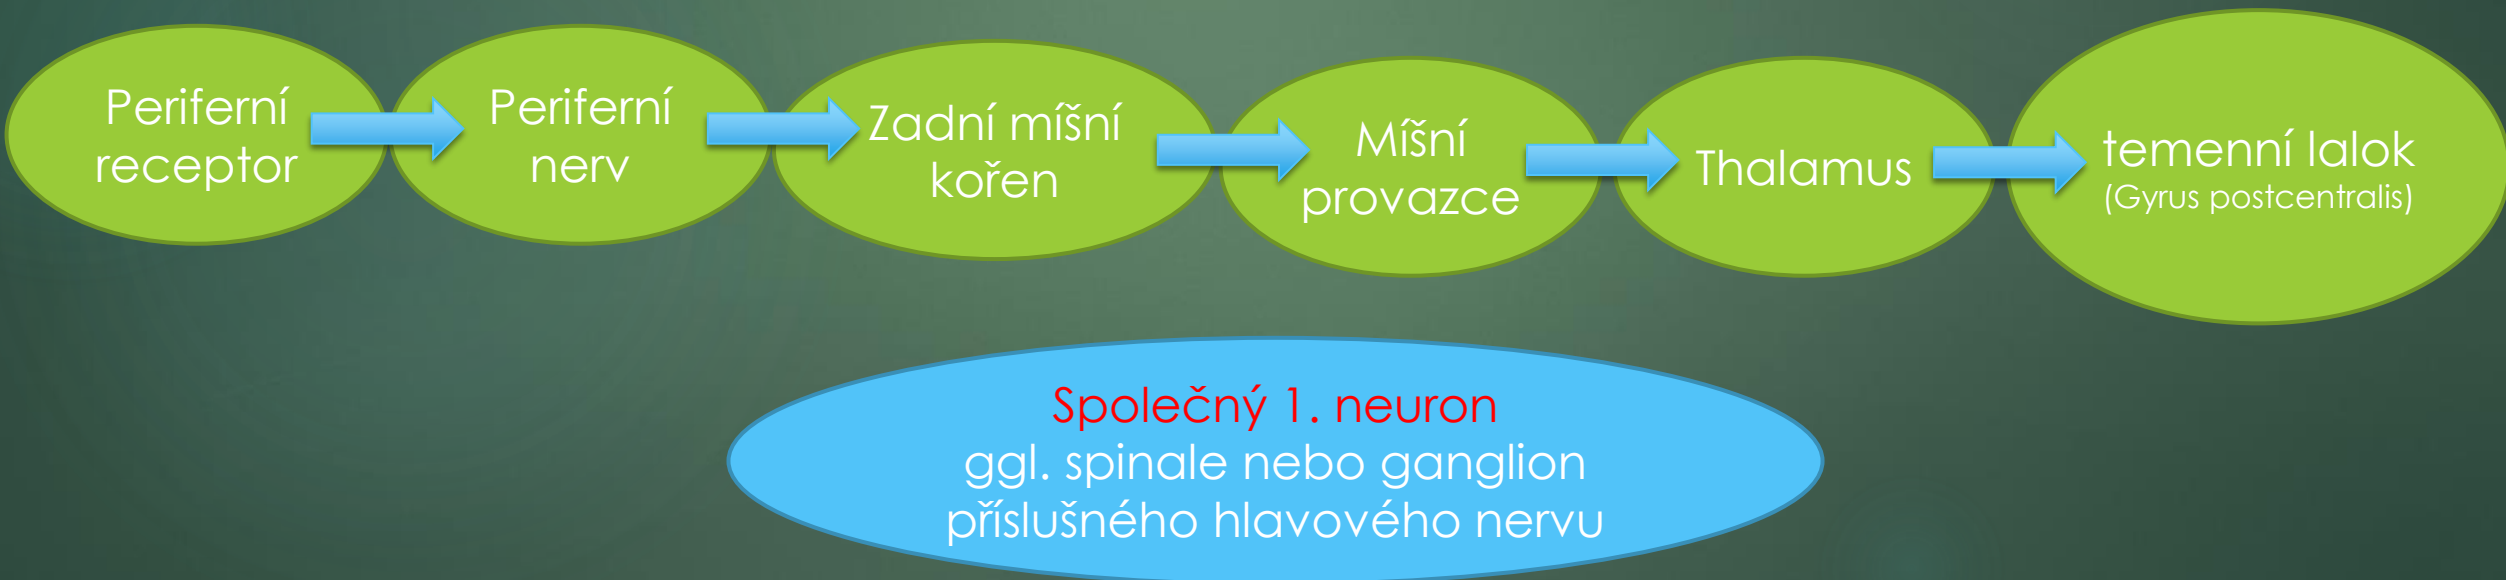 Periferní
receptor
Periferní
nerv
Zadní míšní
kořen
Míšní
provazce
Thalamus
temenní lalok
(Gyrus postcentralis)
Společný 1. neuron
ggl. spinale nebo ganglion
příslušného hlavového nervu